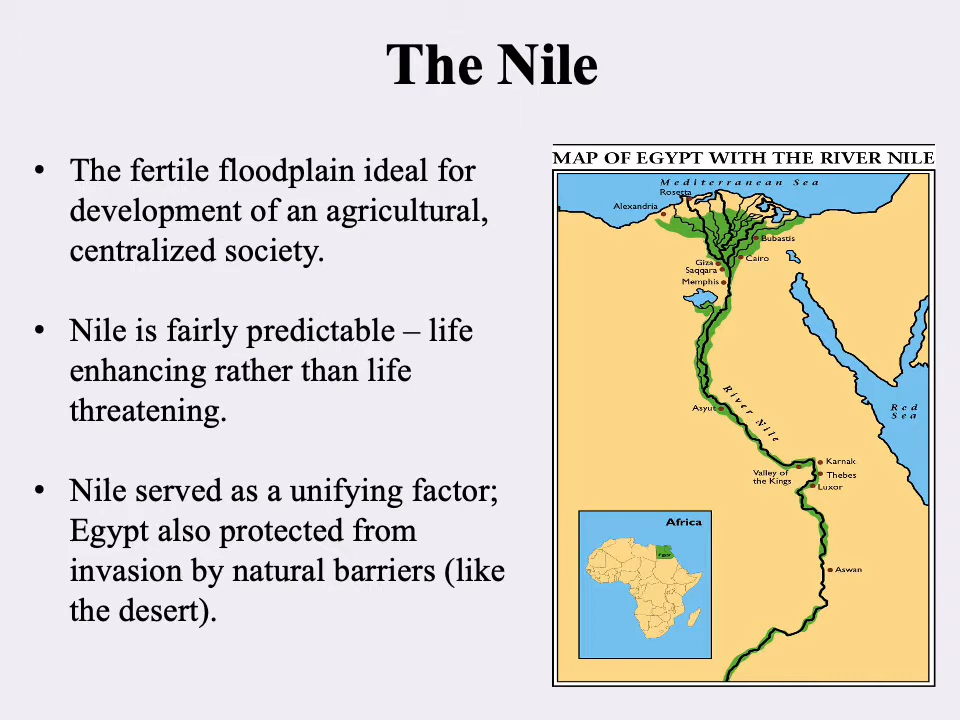 The Nile
• The fertile floodplain ideal for
development of an agricultural,
centralized society.
• Nile is fairly predictable – life
enhancing rather than life
threatening.
• Nile served as a unifying factor;
Egypt also protected from
invasion by natural barriers (like
the desert).
MAP OF EGYPT WITH THE RIVER NILE
Mediterranean Sea
Rosetta
Alexandria
Bubastis
Cairo
Giza
Saqqara
Memphis
River Nile
Asyut
Red
Sea
Karnak
Valley of
the Kings
Thebes
Luxor
Africa
Egypt
Aswan